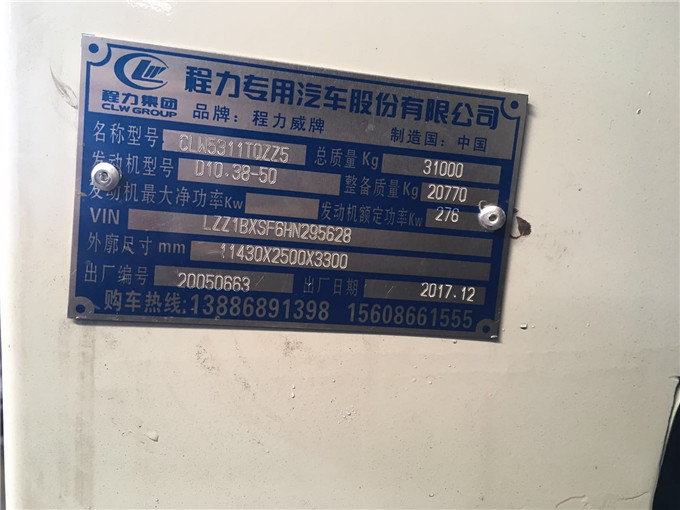 程力专用汽车股份有限公司
程力集团
CLW GROUP
品牌：程力威牌
制造国：中国
名称型号 CLW5311TQZZ5 总质量Kg 31000
发动机型号 D10.38-50 整备质量Kg 20770
发动机最大净功率Kw 发动机额定功率Kw 276
VIN LZZ1BXSF6HN295628
外廓尺寸mm 11430X2500X3300
出厂编号 20050663 出厂日期 2017.12
购车热线:13886891398 15608661555